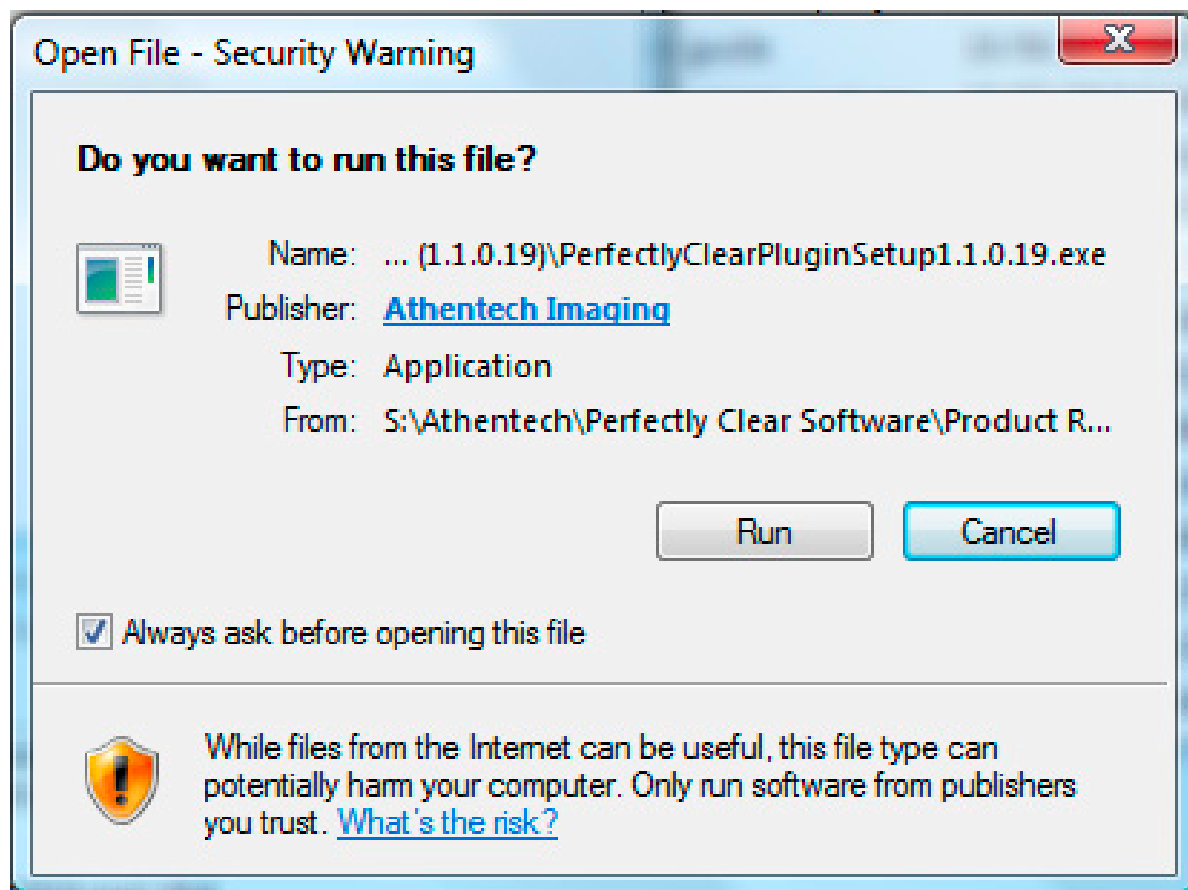 Open File - Security Warning
Do you want to run this file?
Name: ... (1.1.0.19)\PerfectlyClearPluginSetup1.1.0.19.exe
Publisher: Athentech Imaging
Type: Application
From: S:\Athentech\Perfectly Clear Software\Product R...
Run Cancel
Always ask before opening this file
While files from the Internet can be useful, this file type can
potentially harm your computer. Only run software from publishers
you trust. What's the risk?